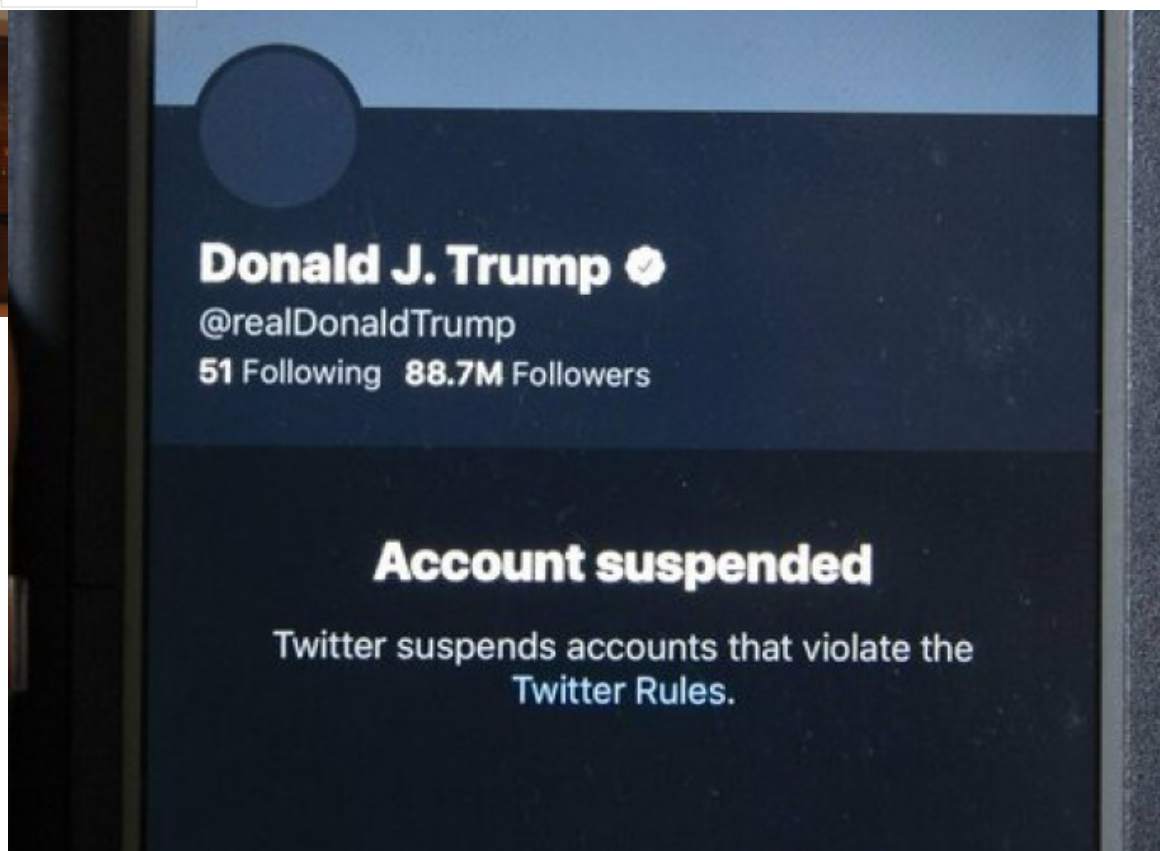 Donald J. Trump
@realDonaldTrump
51 Following 88.7M Followers
Account suspended
Twitter suspends accounts that violate the
Twitter Rules.